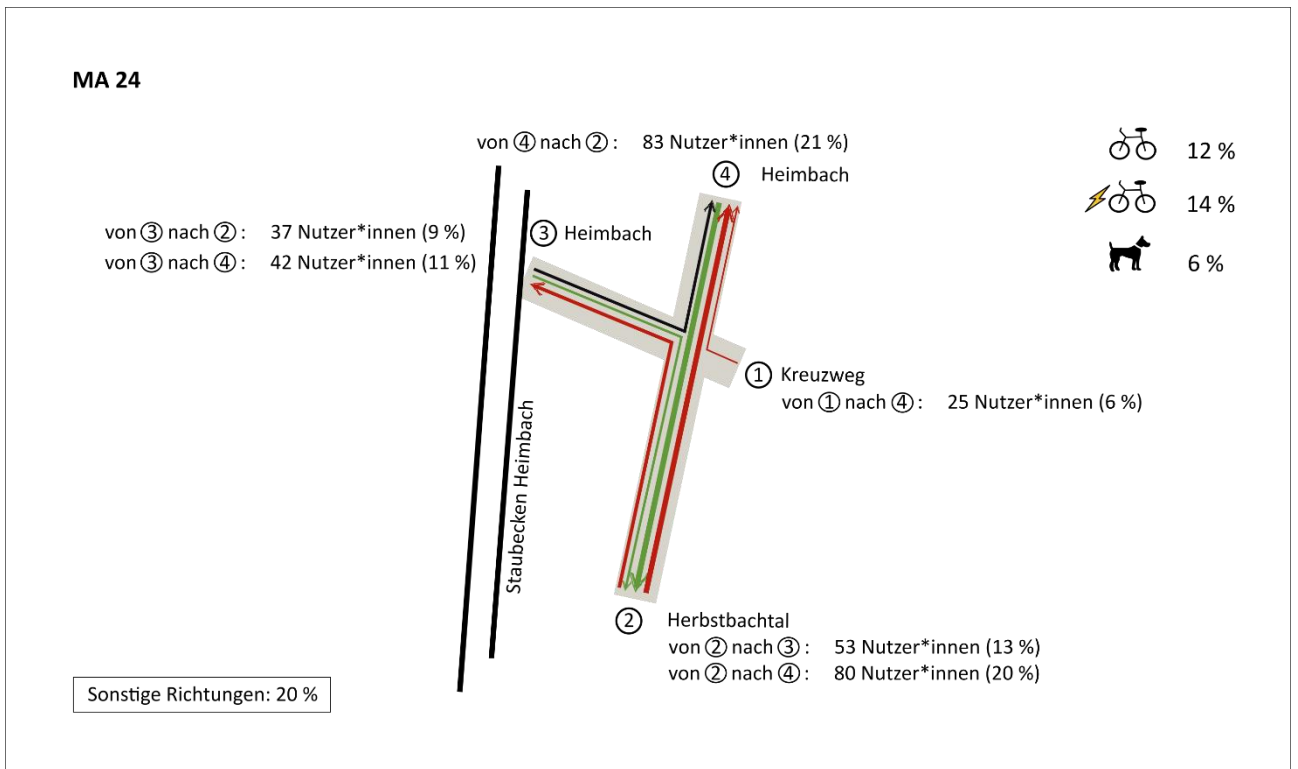 MA 24
von ④ nach ②: 83 Nutzer*innen (21 %)
④ Heimbach
12 %
14 %
6 %
③ Heimbach
von ③ nach ②: 37 Nutzer*innen (9 %)
von ③ nach ④: 42 Nutzer*innen (11 %)
① Kreuzweg
von ① nach ④: 25 Nutzer*innen (6 %)
Staubecken Heimbach
② Herbstbachtal
von ② nach ③: 53 Nutzer*innen (13 %)
von ② nach ④: 80 Nutzer*innen (20 %)
Sonstige Richtungen: 20 %